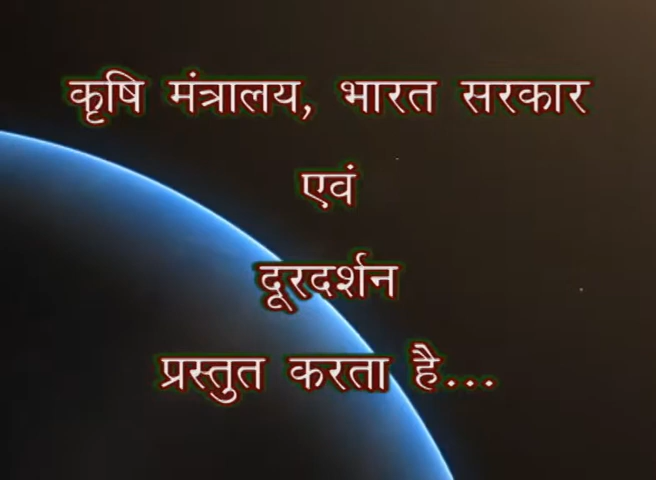 कृषि मंत्रालय, भारत सरकार
एवं
दूरदर्शन
प्रस्तुत करता है...